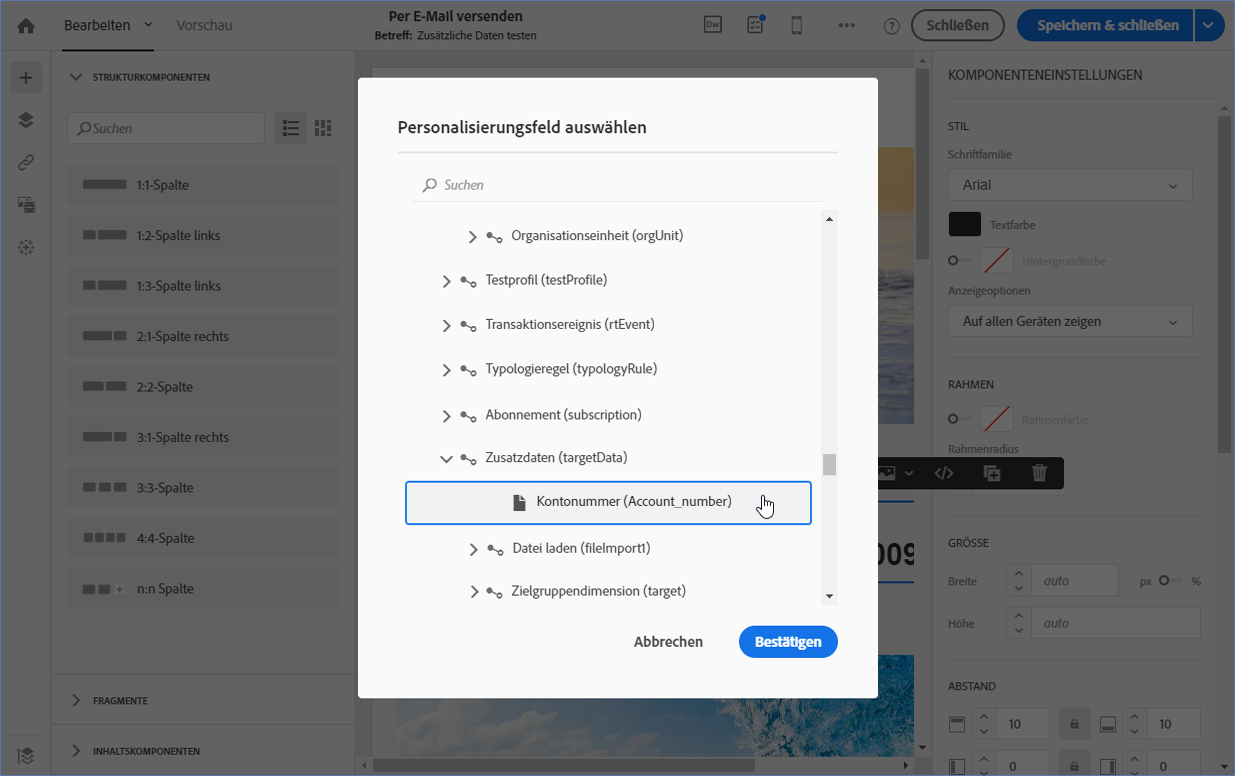 Bearbeiten
Vorschau
Per E-Mail versenden
Betreff: Zusätzliche Daten testen
Dw
Schließen
Speichern & schließen
STRUKTURKOMPONENTEN
Suchen
1:1-Spalte
1:2-Spalte links
1:3-Spalte links
2:1-Spalte rechts
2:2-Spalte
3:1-Spalte rechts
3:3-Spalte
4:4-Spalte
n:n Spalte
FRAGMENTE
INHALTSKOMPONENTEN
Personalisierungsfeld auswählen
Suchen
Organisationseinheit (orgUnit)
Testprofil (testProfile)
Transaktionsereignis (rtEvent)
Typologieregel (typologyRule)
Abonnement (subscription)
Zusatzdaten (targetData)
Kontonummer (Account_number)
Datei laden (fileImport1)
Zielgruppendimension (target)
Abbrechen
Bestätigen
009
KOMPONENTENEINSTELLUNGEN
STIL
Schriftfamilie
Arial
Textfarbe
Hintergrundfarbe
Anzeigeoptionen
Auf allen Geräten zeigen
RAHMEN
Rahmenfarbe
Rahmenradius
GRÖSSE
Breite auto px %
Höhe auto
ABSTAND
10 10
0 0